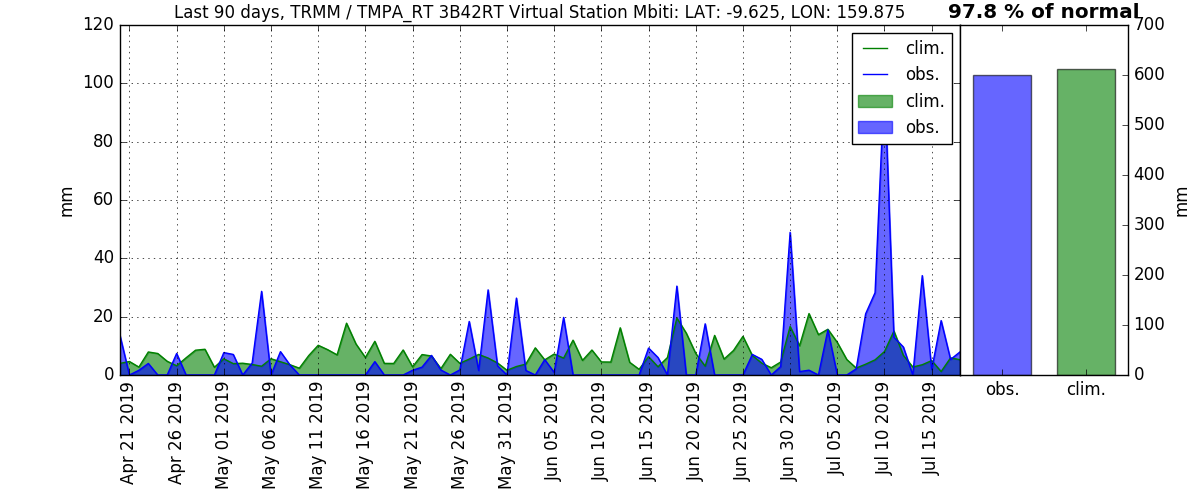 Last 90 days, TRMM / TMPA_RT 3B42RT Virtual Station Mbiti: LAT: -9.625, LON: 159.875
97.8 % of normal
120
100
80
60
40
20
0
mm
clim.
obs.
clim.
obs.
700
600
500
400
300
200
100
0
mm
Apr 21 2019
Apr 26 2019
May 01 2019
May 06 2019
May 11 2019
May 16 2019
May 21 2019
May 26 2019
May 31 2019
Jun 05 2019
Jun 10 2019
Jun 15 2019
Jun 20 2019
Jun 25 2019
Jun 30 2019
Jul 05 2019
Jul 10 2019
Jul 15 2019
obs.
clim.